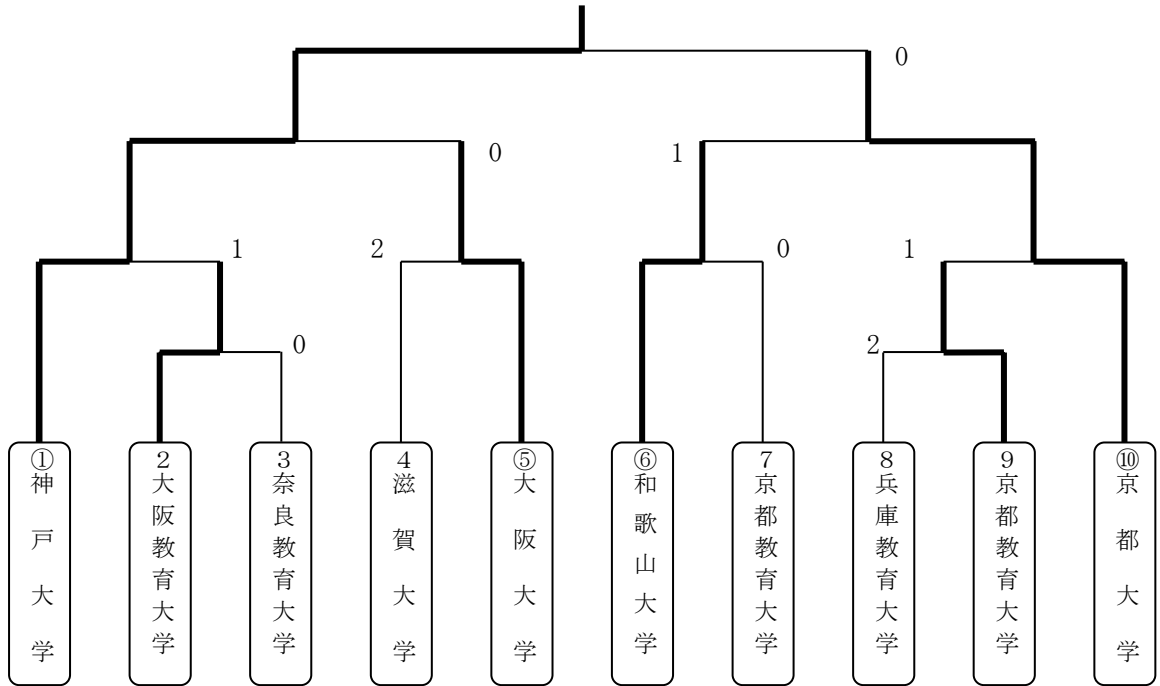 0
0
1
1
2
0
1
0
2
①神戸大学
2大阪教育大学
3奈良教育大学
4滋賀大学
⑤大阪大学
⑥和歌山大学
7京都教育大学
8兵庫教育大学
9京都教育大学
⑩京都大学